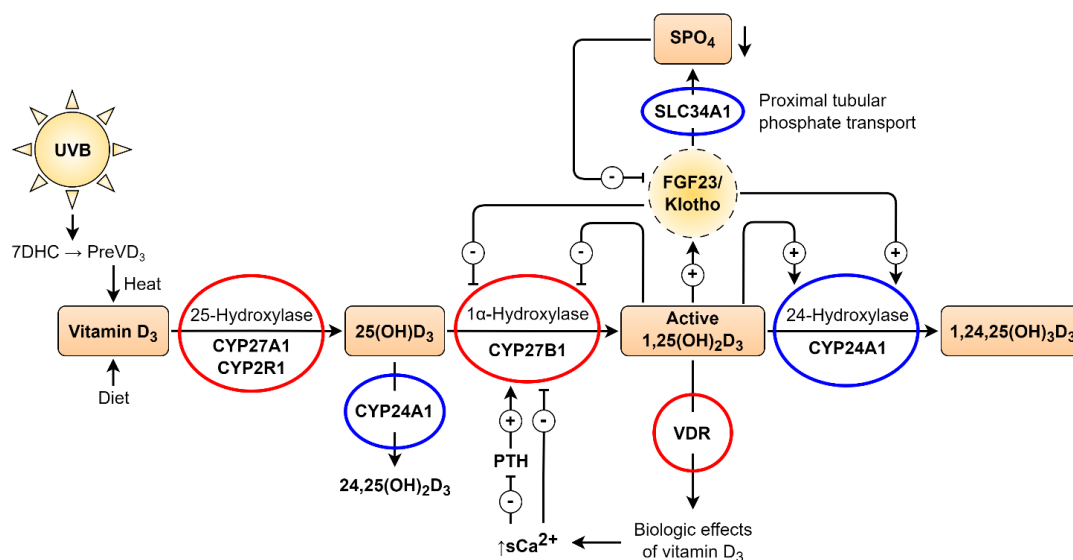 SPO₄
SLC34A1
Proximal tubular
phosphate transport
UVB
-
FGF23/
Klotho
7DHC → PreVD₃
-
-
+
+
+
Heat
Vitamin D₃
25-Hydroxylase
CYP27A1
CYP2R1
25(OH)D₃
1α-Hydroxylase
CYP27B1
Active
1,25(OH)₂D₃
24-Hydroxylase
CYP24A1
1,24,25(OH)₃D₃
Diet
CYP24A1
+
-
VDR
PTH
24,25(OH)₂D₃
-
↑sCa²⁺
Biologic effects
of vitamin D₃